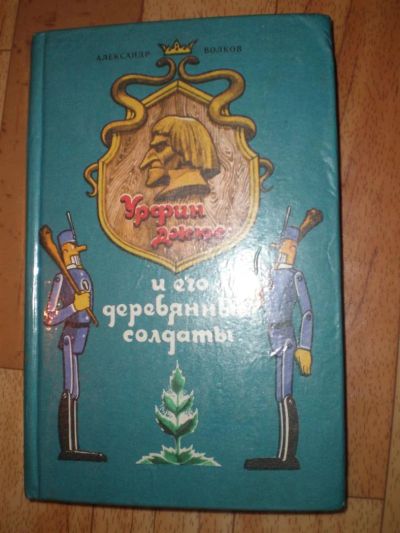 АЛЕКСАНДР ВОЛКОВ
Урфин
Джюс
и его
деревянные
солдаты